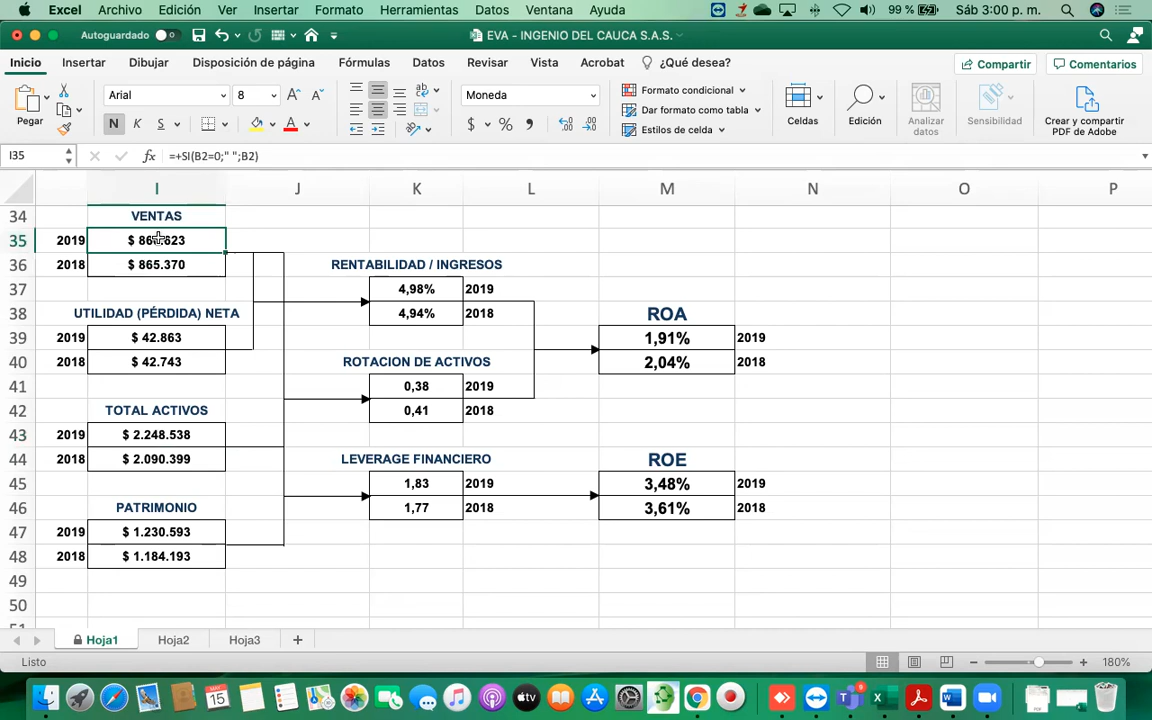 Excel Archivo Edición Ver Insertar Formato Herramientas Datos Ventana Ayuda 99 % Sáb 3:00 p. m.
Autoguardado EVA - INGENIO DEL CAUCA S.A.S.
Inicio Insertar Dibujar Disposición de página Fórmulas Datos Revisar Vista Acrobat ¿Qué desea? Compartir Comentarios
Pegar Arial 8 Moneda Formato condicional Dar formato como tabla Estilos de celda Celdas Edición Analizar datos Sensibilidad Crear y compartir PDF de Adobe
N K S A $ % ab
I35 fx =+SI(B2=0;" ";B2)
I J K L M N O P
34 VENTAS
35 2019
36 2018 $ 865.370 RENTABILIDAD / INGRESOS
37 4,98% 2019
38 UTILIDAD (PÉRDIDA) NETA 4,94% 2018 ROA
39 2019 $ 42.863 1,91% 2019
40 2018 $ 42.743 ROTACION DE ACTIVOS 2,04% 2018
41 0,38 2019
42 TOTAL ACTIVOS 0,41 2018
43 2019 $ 2.248.538
44 2018 $ 2.090.399 LEVERAGE FINANCIERO ROE
45 1,83 2019 3,48% 2019
46 PATRIMONIO 1,77 2018 3,61% 2018
47 2019 $ 1.230.593
48 2018 $ 1.184.193
49
50
Hoja1 Hoja2 Hoja3
Listo 180%
MAY 15 tv